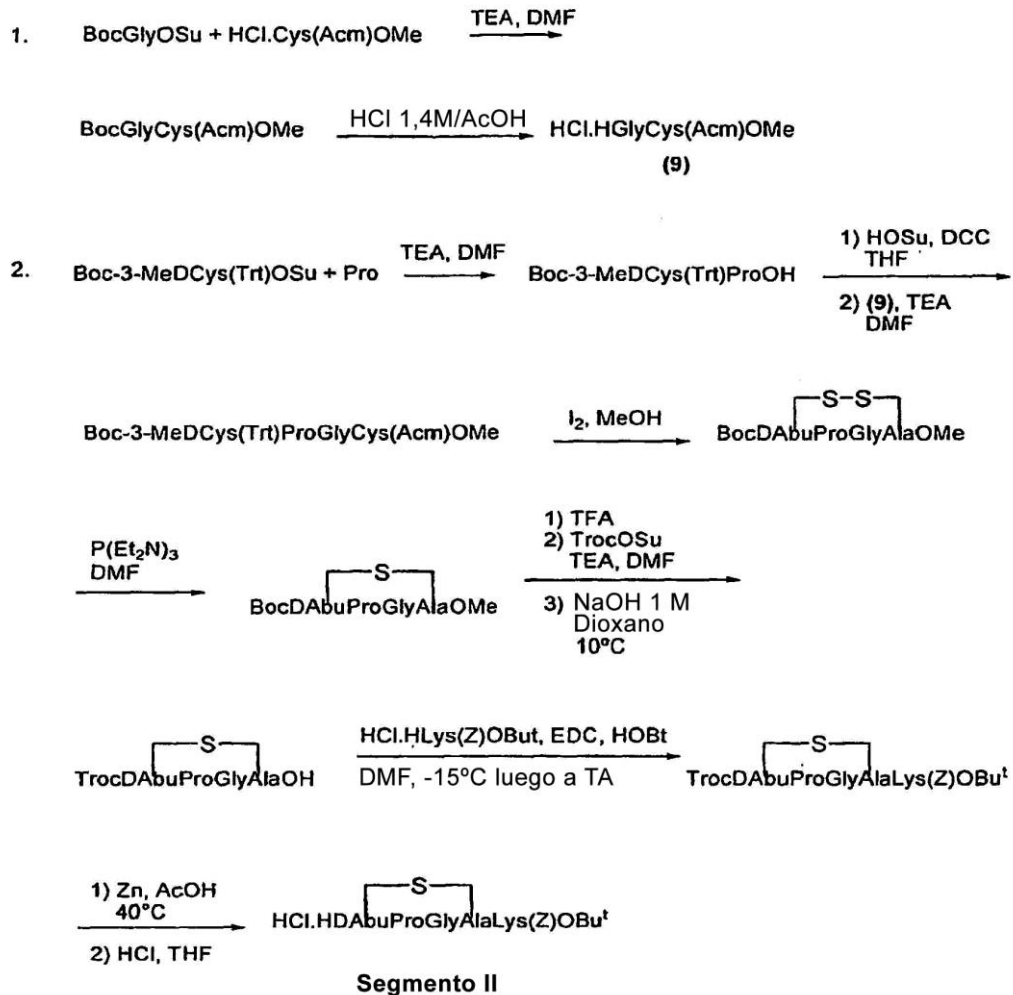 TEA, DMF
1. BocGlyOSu + HCl.Cys(Acm)OMe
BocGlyCys(Acm)OMe HCl 1,4M/AcOH HCl.HGlyCys(Acm)OMe
(9)
2. Boc-3-MeDCys(Trt)OSu + Pro TEA, DMF Boc-3-MeDCys(Trt)ProOH 1) HOSu, DCC
THF
2) (9), TEA
DMF
Boc-3-MeDCys(Trt)ProGlyCys(Acm)OMe I₂, MeOH S–S
BocDAbuProGlyAlaOMe
P(Et₂N)₃
DMF
S
BocDAbuProGlyAlaOMe
1) TFA
2) TrocOSu
TEA, DMF
3) NaOH 1 M
Dioxano
10ºC
S
TrocDAbuProGlyAlaOH
HCl.HLys(Z)OBut, EDC, HOBt
DMF, -15ºC luego a TA
S
TrocDAbuProGlyAlaLys(Z)OBuᵗ
1) Zn, AcOH
40°C
2) HCl, THF
S
HCl.HDAbuProGlyAlaLys(Z)OBuᵗ
Segmento II